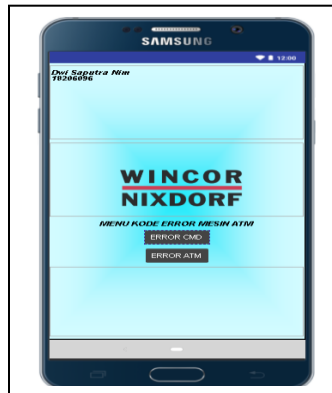 SAMSUNG
12:00
Dwi Saputra Nim
18206096
WINCOR
NIXDORF
MENU KODE ERROR MESIN ATM
ERROR CMD
ERROR ATM